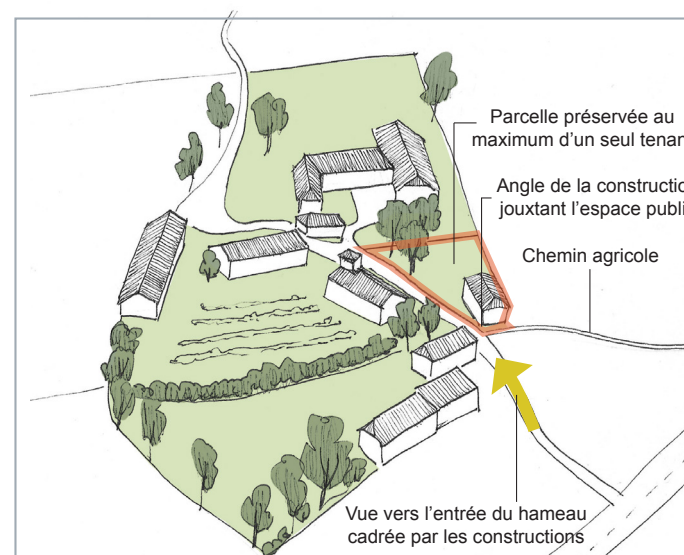 Parcelle préservée au
maximum d’un seul tenan
Angle de la constructio
jouxtant l’espace publi
Chemin agricole
Vue vers l’entrée du hameau
cadrée par les constructions